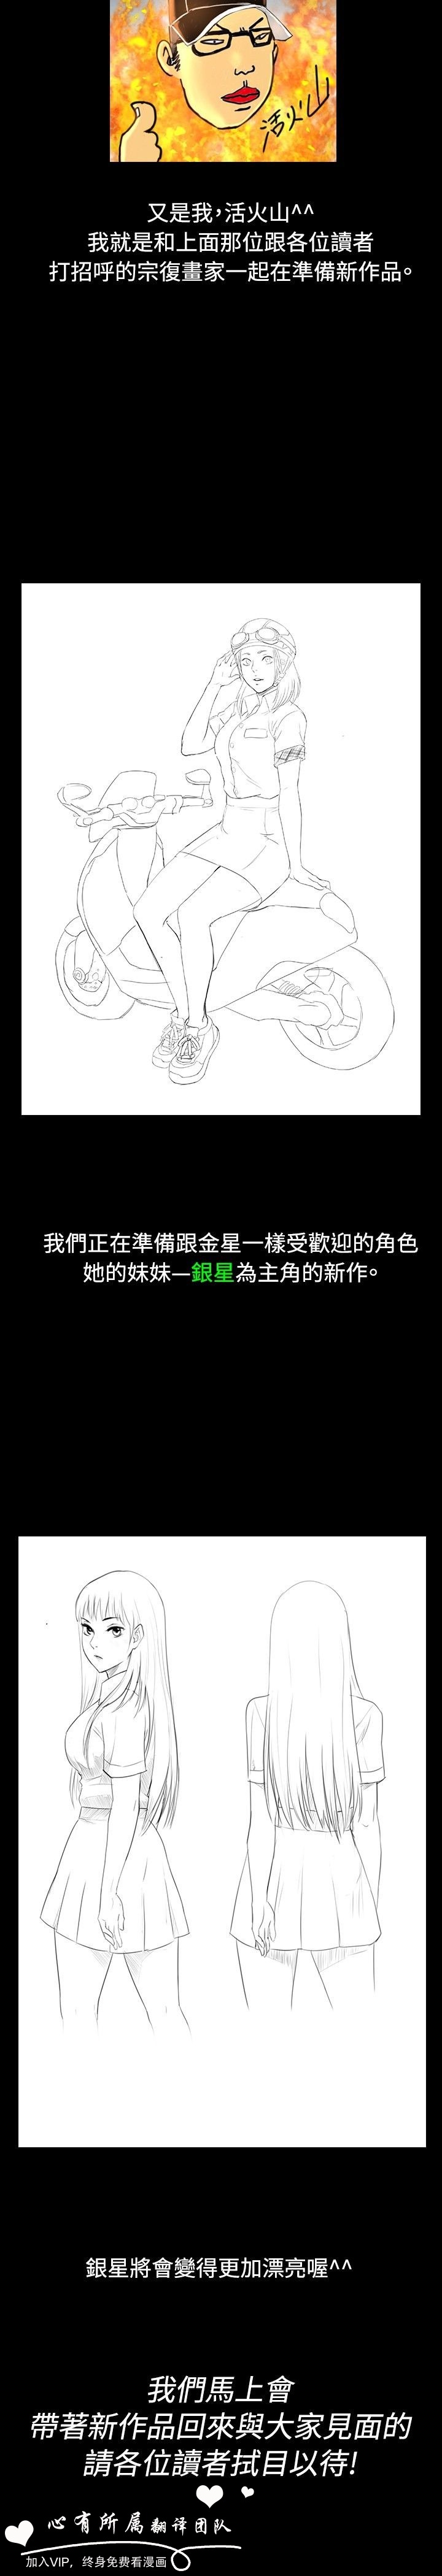 活火山
又是我，活火山^^
我就是和上面那位跟各位讀者
打招呼的宗復畫家一起在準備新作品。
我們正在準備跟金星一樣受歡迎的角色
她的妹妹—銀星為主角的新作。
銀星將會變得更加漂亮喔^^
我們馬上會
帶著新作品回來與大家見面的
請各位讀者拭目以待!
心有所属翻译团队
加入VIP，终身免费看漫画